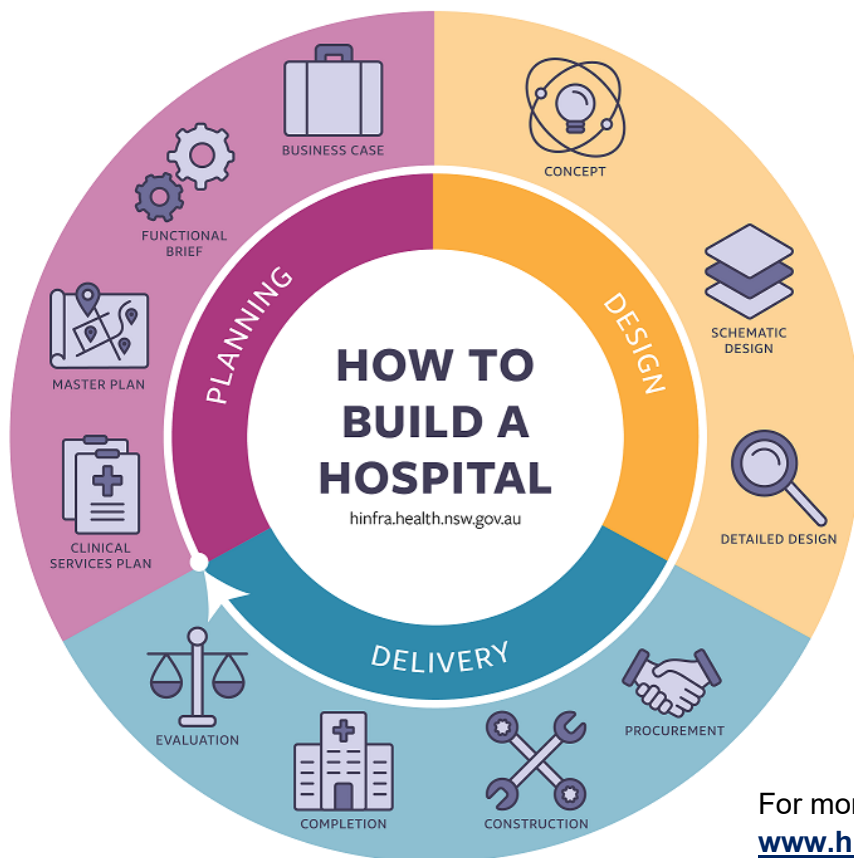 HOW TO
BUILD A
HOSPITAL
hinfra.health.nsw.gov.au
PLANNING
CLINICAL
SERVICES PLAN
MASTER PLAN
FUNCTIONAL
BRIEF
BUSINESS CASE
DESIGN
CONCEPT
SCHEMATIC
DESIGN
DETAILED DESIGN
DELIVERY
PROCUREMENT
CONSTRUCTION
COMPLETION
EVALUATION
For
www.h